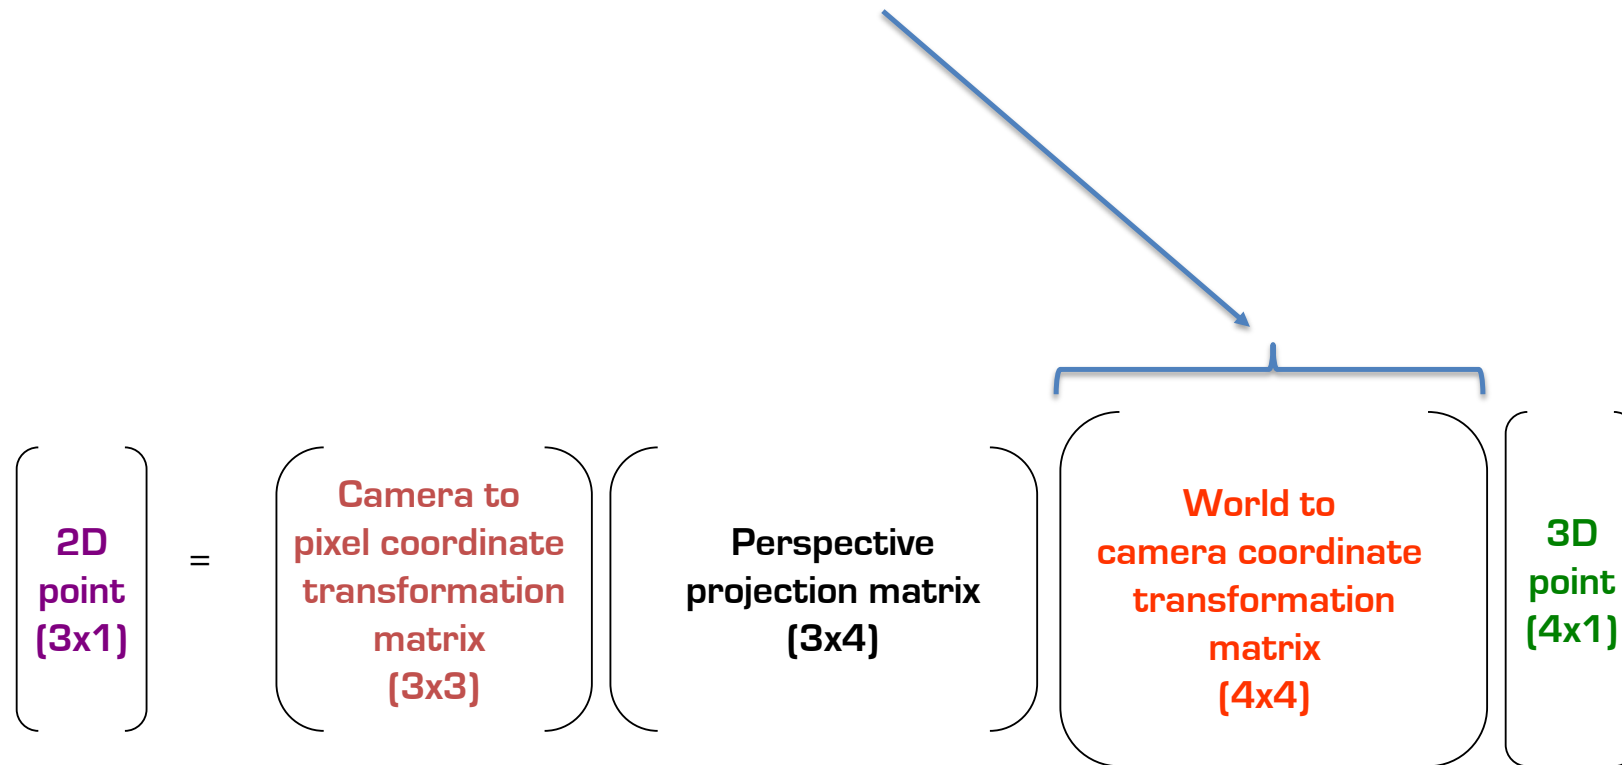 2D
point
(3x1)
=
Camera to
pixel coordinate
transformation
matrix
(3x3)
Perspective
projection matrix
(3x4)
World to
camera coordinate
transformation
matrix
(4x4)
3D
point
(4x1)